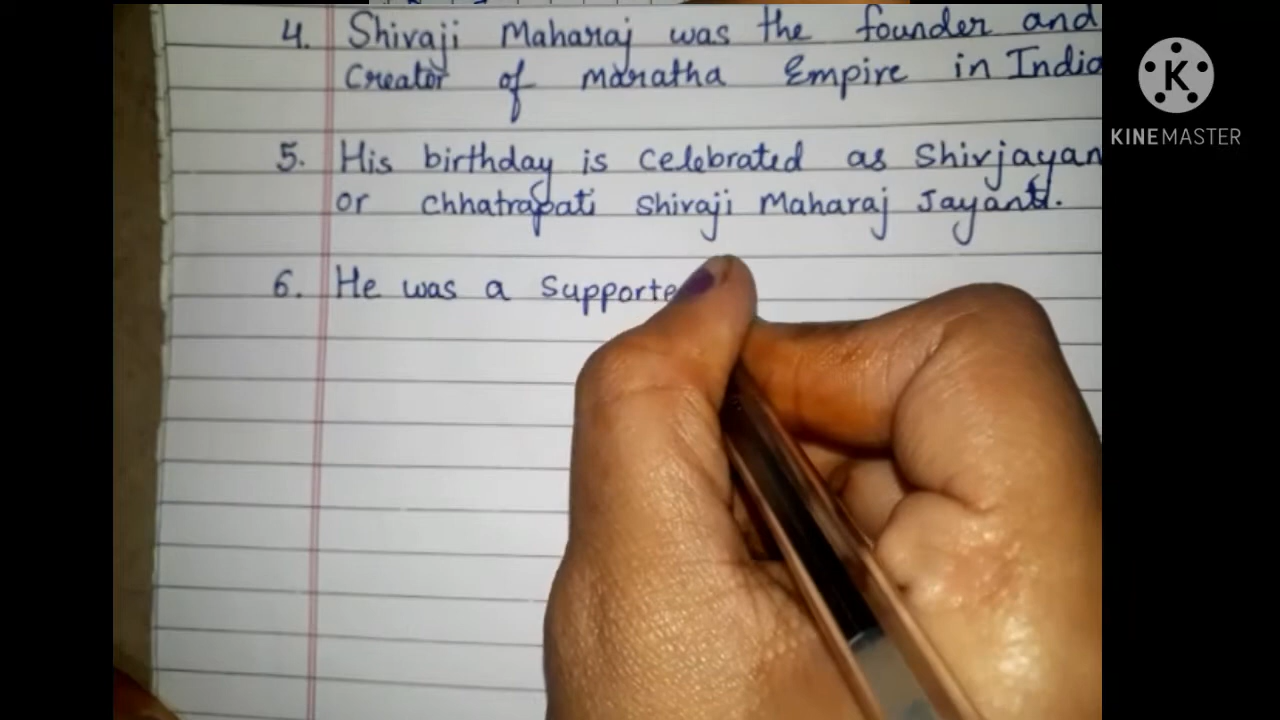 4. Shivaji Maharaj was the founder and
Creator of maratha Empire in India
5. His birthday is celebrated as Shivjayan
or chhatrapati shivaji Maharaj Jayanti.
6. He was a supporte
K
KINEMASTER